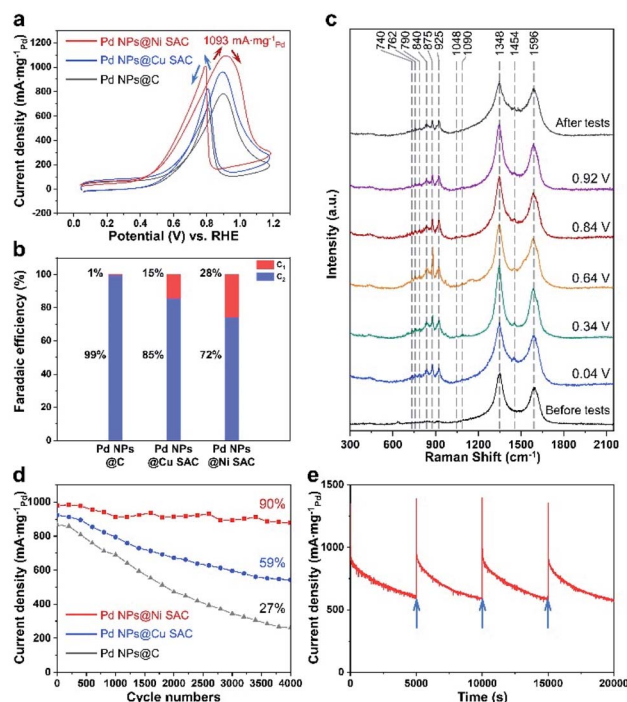 a
Pd NPs@Ni SAC
Pd NPs@Cu SAC
Pd NPs@C
1093 mA·mg⁻¹Pd
Current density (mA·mg⁻¹Pd)
1200
1000
800
600
400
200
0
-200
0.0 0.2 0.4 0.6 0.8 1.0 1.2
Potential (V) vs. RHE
b
C₁
C₂
Faradaic efficiency (%)
100
80
60
40
20
0
1% 15% 28%
99% 85% 72%
Pd NPs @C
Pd NPs @Cu SAC
Pd NPs @Ni SAC
c
740 762 790 840 875 925 1048 1090 1348 1454 1596
After tests
0.92 V
0.84 V
0.64 V
0.34 V
0.04 V
Before tests
Intensity (a.u.)
300 600 900 1200 1500 1800 2100
Raman Shift (cm⁻¹)
d
Current density (mA·mg⁻¹Pd)
1000
800
600
400
200
90%
59%
27%
Pd NPs@Ni SAC
Pd NPs@Cu SAC
Pd NPs@C
0 500 1000 1500 2000 2500 3000 3500 4000
Cycle numbers
e
Current density (mA·mg⁻¹Pd)
1500
1250
1000
750
500
0
0 5000 10000 15000 20000
Time (s)